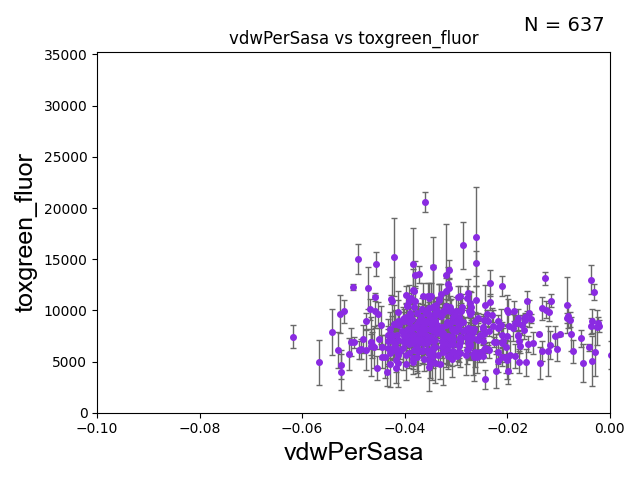 N = 637
vdwPerSasa vs toxgreen_fluor
35000
30000
25000
20000
15000
10000
5000
0
toxgreen_fluor
−0.10 −0.08 −0.06 −0.04 −0.02 0.00
vdwPerSasa